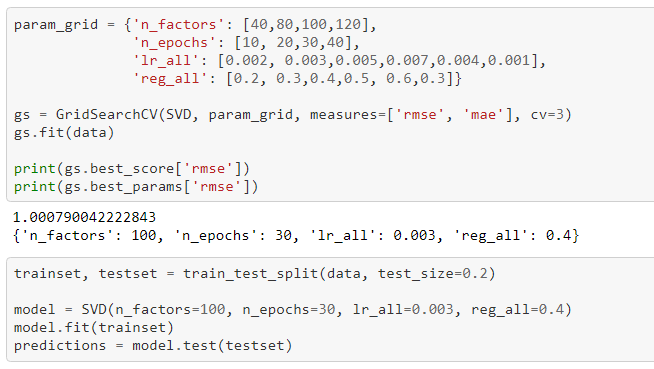 param_grid = {'n_factors': [40,80,100,120],
'n_epochs': [10, 20,30,40],
'lr_all': [0.002, 0.003,0.005,0.007,0.004,0.001],
'reg_all': [0.2, 0.3,0.4,0.5, 0.6,0.3]}
gs = GridSearchCV(SVD, param_grid, measures=['rmse', 'mae'], cv=3)
gs.fit(data)
print(gs.best_score['rmse'])
print(gs.best_params['rmse'])
1.000790042222843
{'n_factors': 100, 'n_epochs': 30, 'lr_all': 0.003, 'reg_all': 0.4}
trainset, testset = train_test_split(data, test_size=0.2)
model = SVD(n_factors=100, n_epochs=30, lr_all=0.003, reg_all=0.4)
model.fit(trainset)
predictions = model.test(testset)